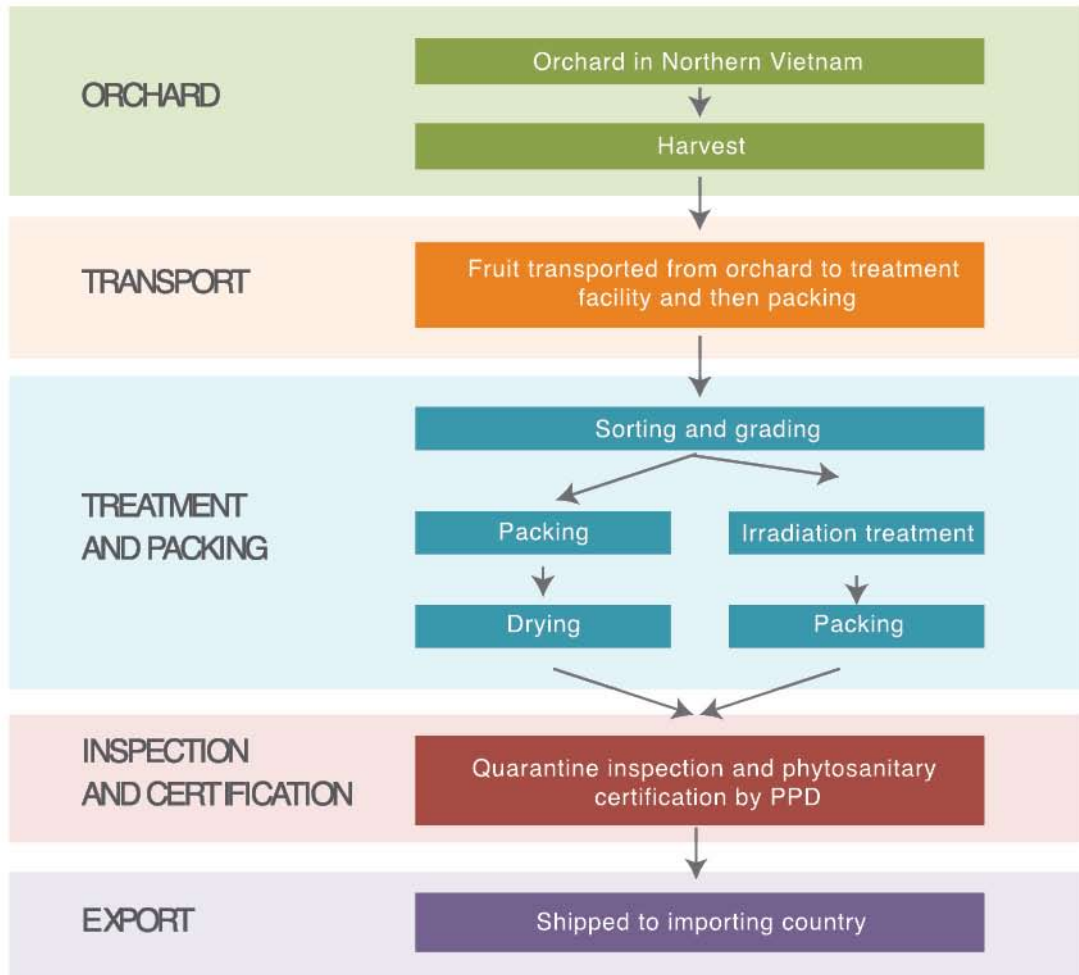 ORCHARD
Orchard in Northern Vietnam
Harvest
TRANSPORT
Fruit transported from orchard to treatment
facility and then packing
TREATMENT
AND PACKING
Sorting and grading
Packing
Irradiation treatment
Drying
Packing
INSPECTION
AND CERTIFICATION
Quarantine inspection and phytosanitary
certification by PPD
EXPORT
Shipped to importing country